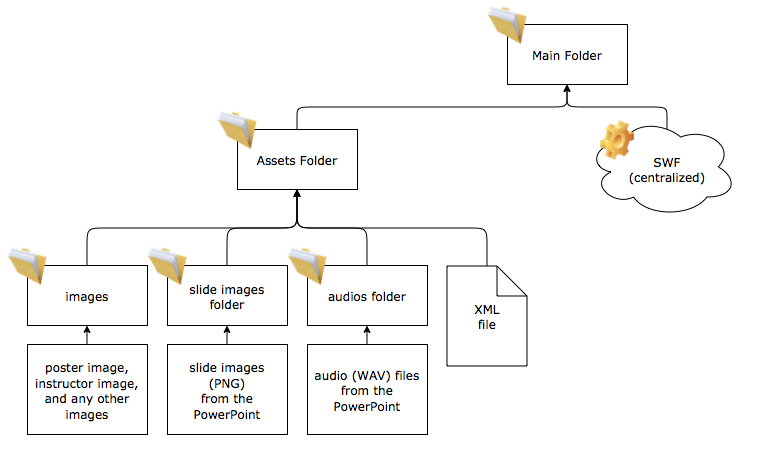 Main Folder
Assets Folder
SWF
(centralized)
images
slide images
folder
audios folder
XML
file
poster image,
instructor image,
and any other
images
slide images
(PNG)
from the
PowerPoint
audio (WAV) files
from the
PowerPoint